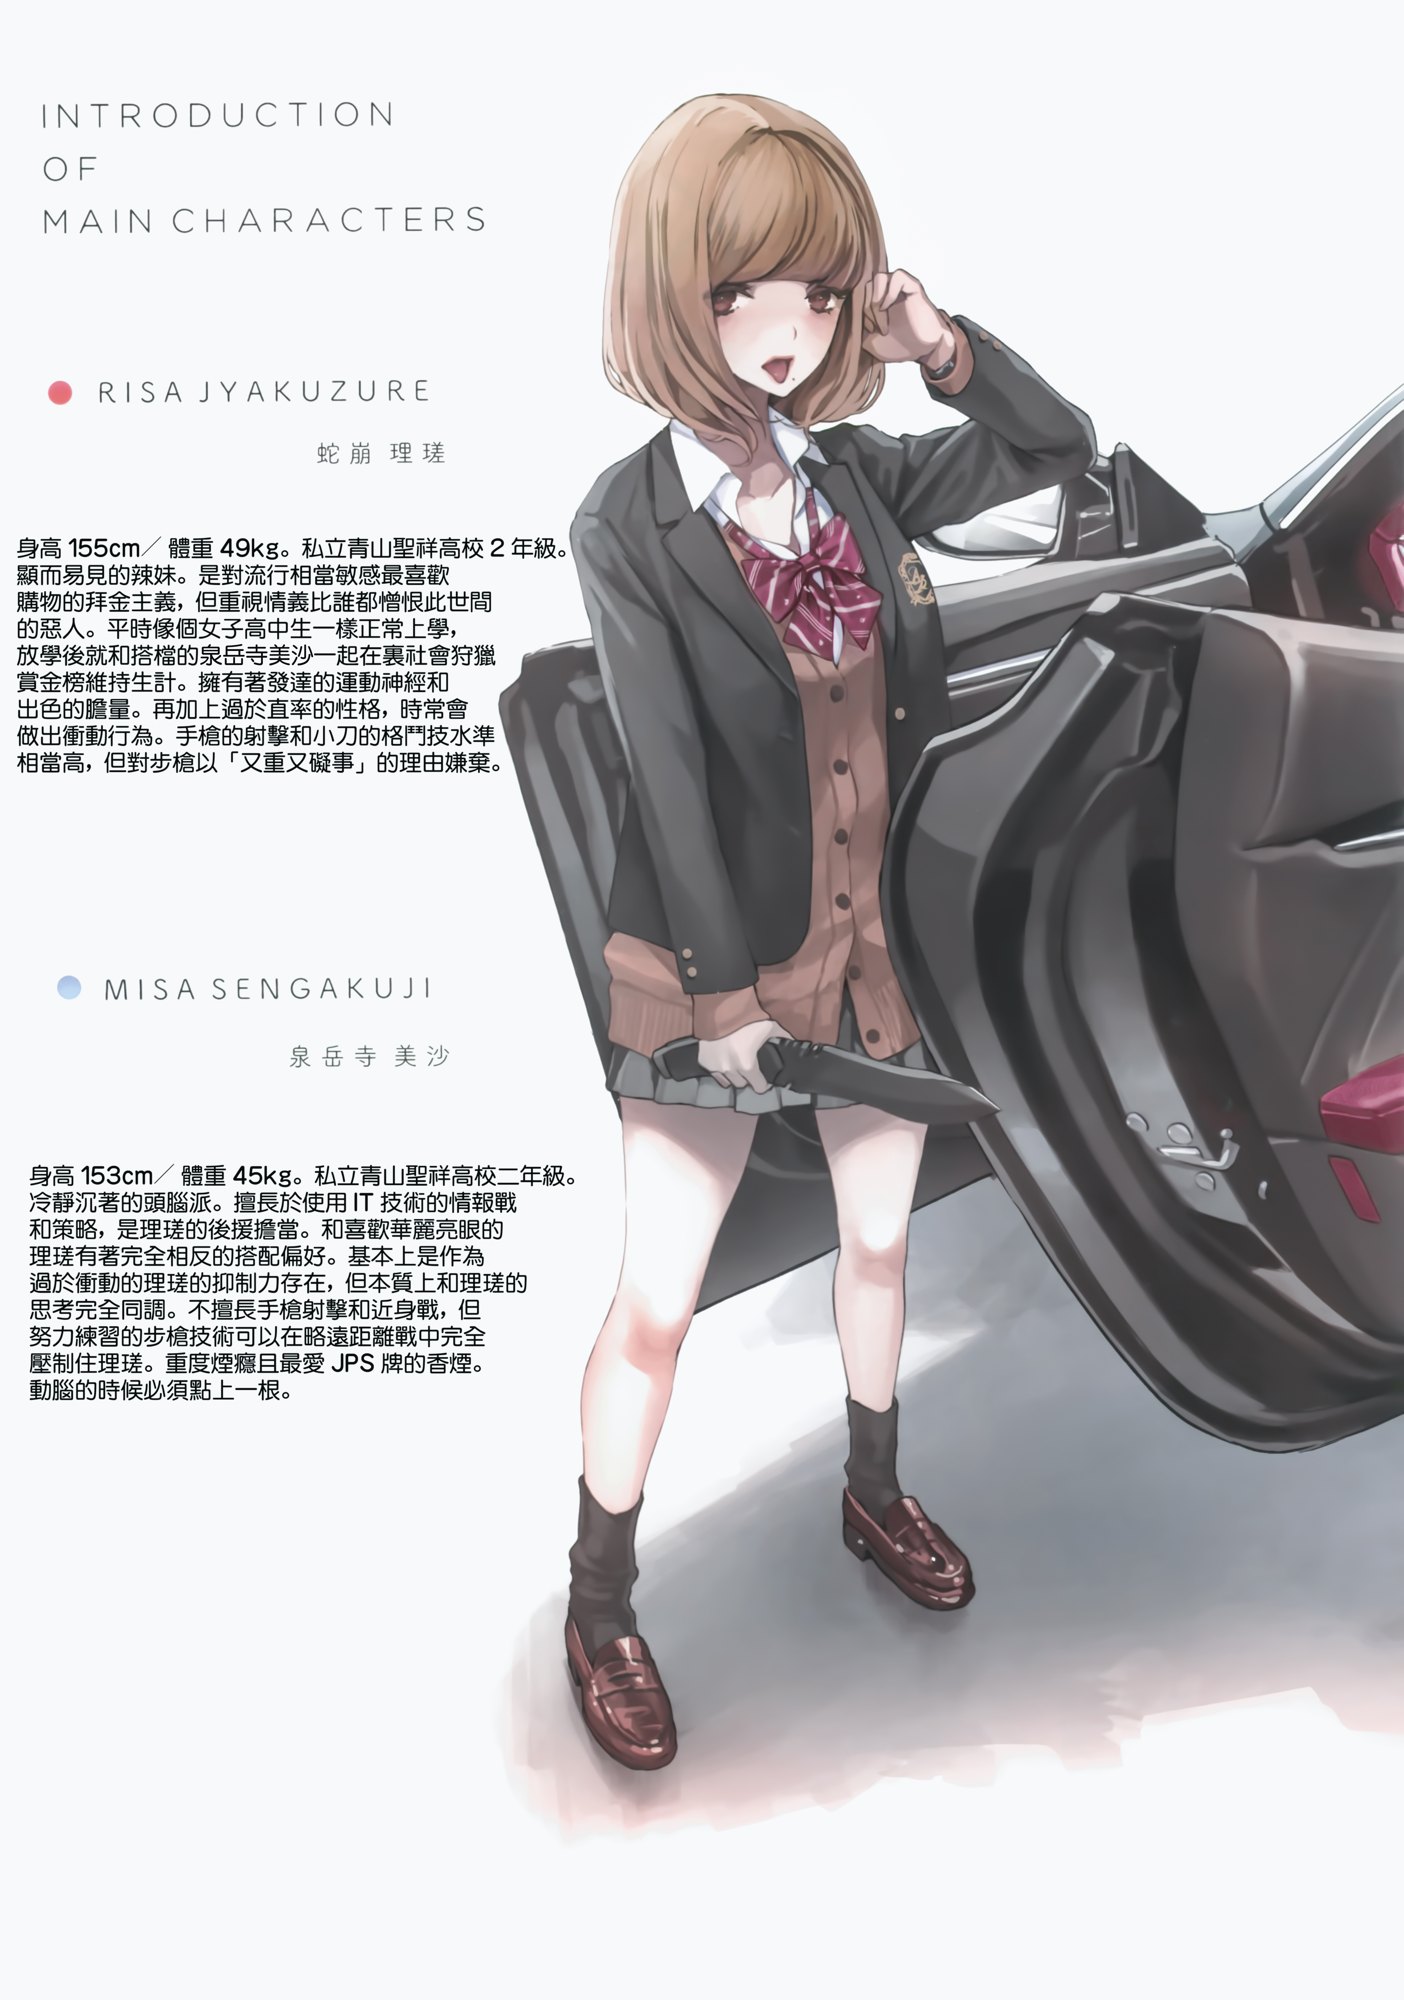 INTRODUCTION
OF
MAIN CHARACTERS
RISA JYAKUZURE
蛇崩 理瑳
身高 155cm／ 體重 49kg。私立青山聖祥高校 2 年級。
顯而易見的辣妹。是對流行相當敏感最喜歡
購物的拜金主義，但重視情義比誰都憎恨此世間
的惡人。平時像個女子高中生一樣正常上學，
放學後就和搭檔的泉岳寺美沙一起在裏社會狩獵
賞金榜維持生計。擁有著發達的運動神經和
出色的膽量。再加上過於直率的性格，時常會
做出衝動行為。手槍的射擊和小刀的格鬥技水準
相當高，但對步槍以「又重又礙事」的理由嫌棄。
MISA SENGAKUJI
泉岳寺 美沙
身高 153cm／ 體重 45kg。私立青山聖祥高校二年級。
冷靜沉著的頭腦派。擅長於使用 IT 技術的情報戰
和策略，是理瑳的後援擔當。和喜歡華麗亮眼的
理瑳有著完全相反的搭配偏好。基本上是作為
過於衝動的理瑳的抑制力存在，但本質上和理瑳的
思考完全同調。不擅長手槍射擊和近身戰，但
努力練習的步槍技術可以在略遠距離戰中完全
壓制住理瑳。重度煙癮且最愛 JPS 牌的香煙。
動腦的時候必須點上一根。